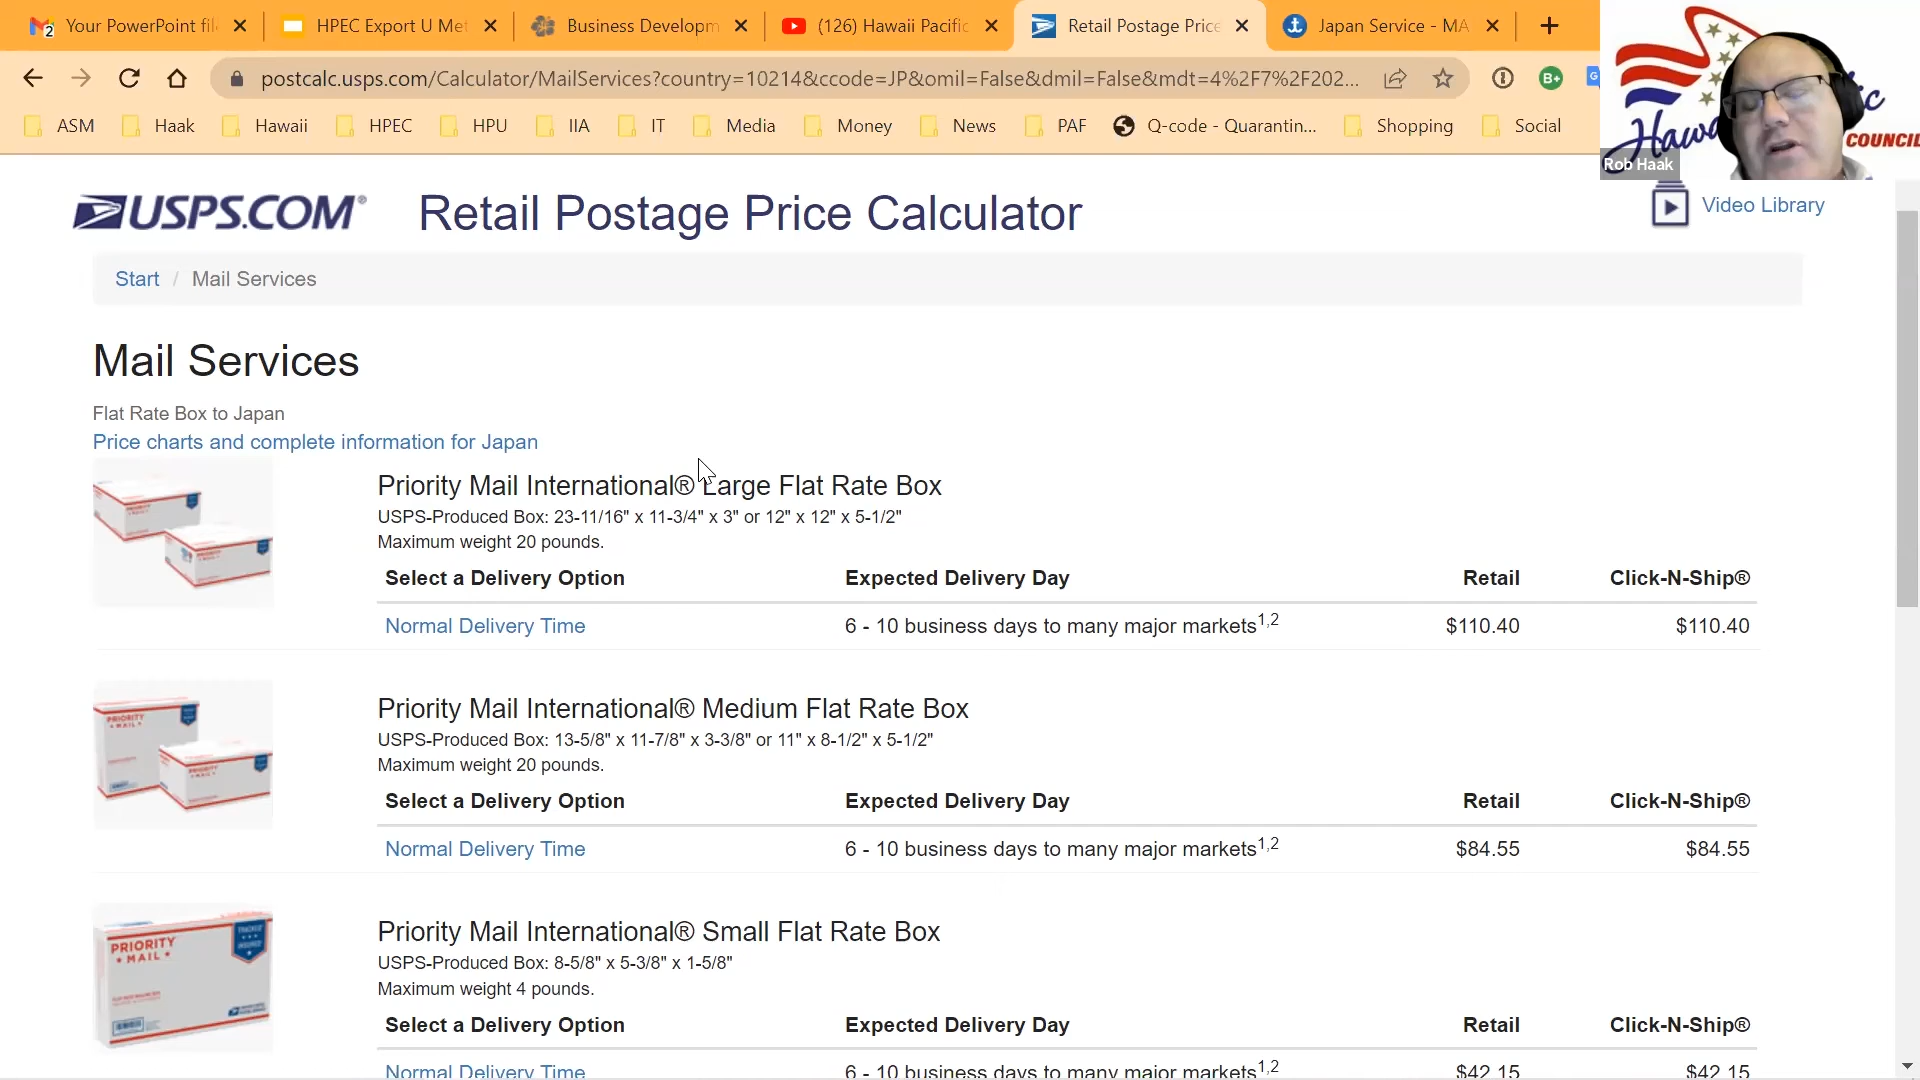 Your PowerPoint fil
HPEC Export U Met
Business Developm
(126) Hawaii Pacific
Retail Postage Price
Japan Service - MA
postcalc.usps.com/Calculator/MailServices?country=10214&ccode=JP&omil=False&dmil=False&mdt=4%2F7%2F202...
ASM Haak Hawaii HPEC HPU IIA IT Media Money News PAF Q-code - Quarantin... Shopping Social
COUNCIL
Rob Haak
USPS.COM® Retail Postage Price Calculator
Video Library
Start / Mail Services
Mail Services
Flat Rate Box to Japan
Price charts and complete information for Japan
Priority Mail International® Large Flat Rate Box
USPS-Produced Box: 23-11/16" x 11-3/4" x 3" or 12" x 12" x 5-1/2"
Maximum weight 20 pounds.
Select a Delivery Option Expected Delivery Day Retail Click-N-Ship®
Normal Delivery Time 6 - 10 business days to many major markets1,2 $110.40 $110.40
Priority Mail International® Medium Flat Rate Box
USPS-Produced Box: 13-5/8" x 11-7/8" x 3-3/8" or 11" x 8-1/2" x 5-1/2"
Maximum weight 20 pounds.
Select a Delivery Option Expected Delivery Day Retail Click-N-Ship®
Normal Delivery Time 6 - 10 business days to many major markets1,2 $84.55 $84.55
PRIORITY
MAIL
Priority Mail International® Small Flat Rate Box
USPS-Produced Box: 8-5/8" x 5-3/8" x 1-5/8"
Maximum weight 4 pounds.
Select a Delivery Option Expected Delivery Day Retail Click-N-Ship®
Normal Delivery Time 6 - 10 business days to many major markets1,2 $42.15 $42.15